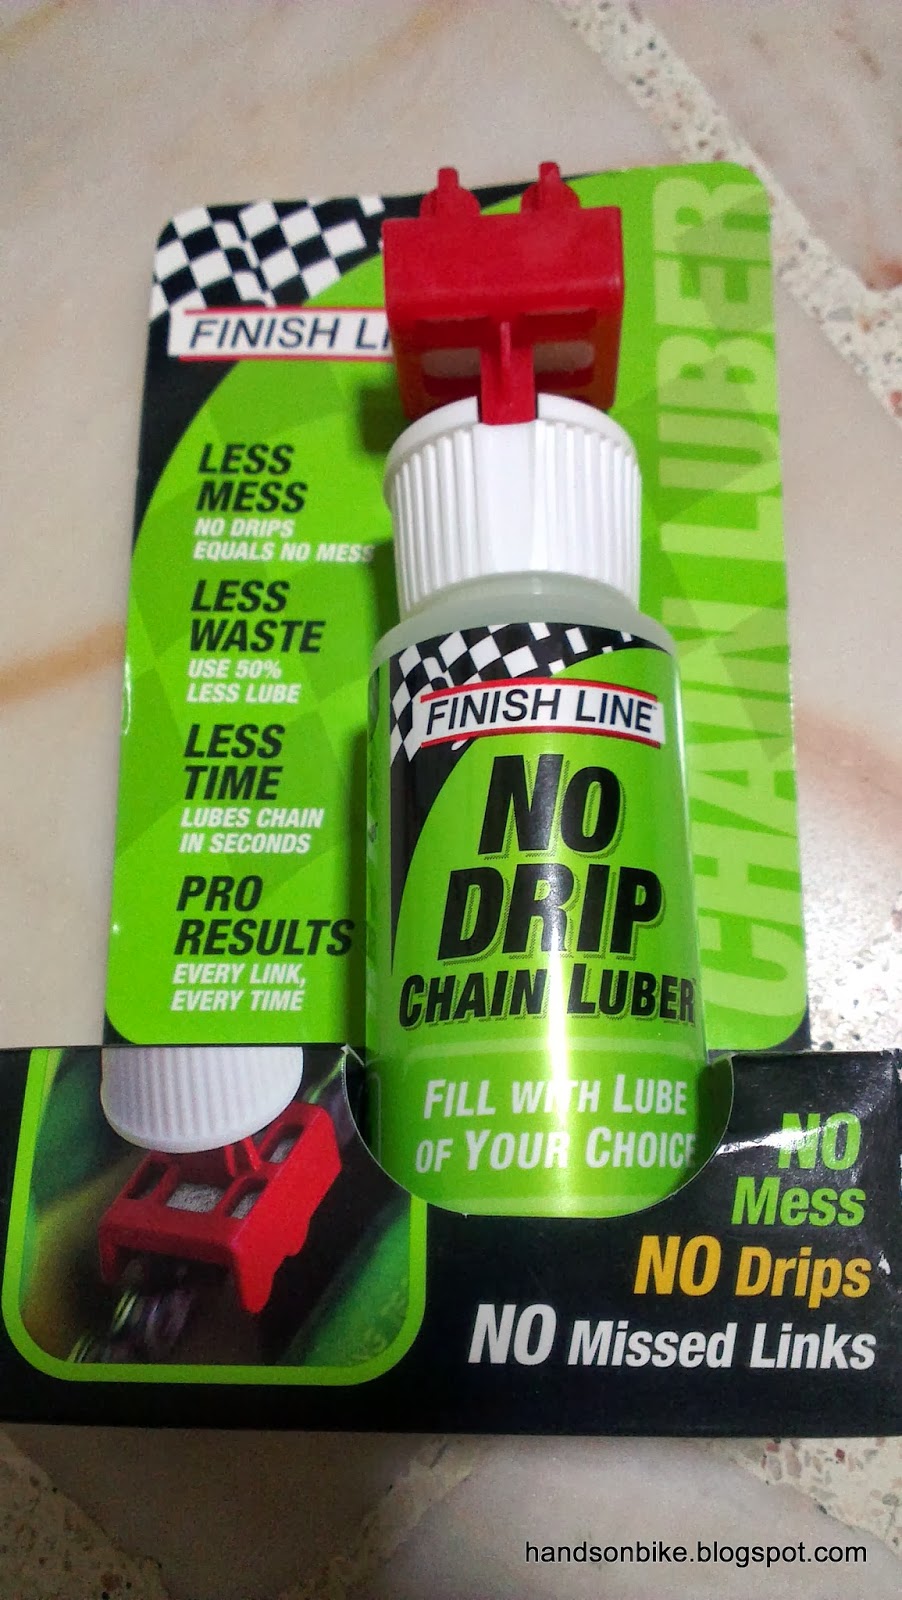 FINISH LI
LESS
MESS
NO DRIPS
EQUALS NO MESS
LESS
WASTE
USE 50%
LESS LUBE
LESS
TIME
LUBES CHAIN
IN SECONDS
PRO
RESULTS
EVERY LINK,
EVERY TIME
CHAIN LUBER
FINISH LINE
NO
DRIP
CHAIN LUBER™
FILL WITH LUBE
OF YOUR CHOICE
NO
Mess
NO Drips
NO Missed Links
handsonbike.blogspot.com